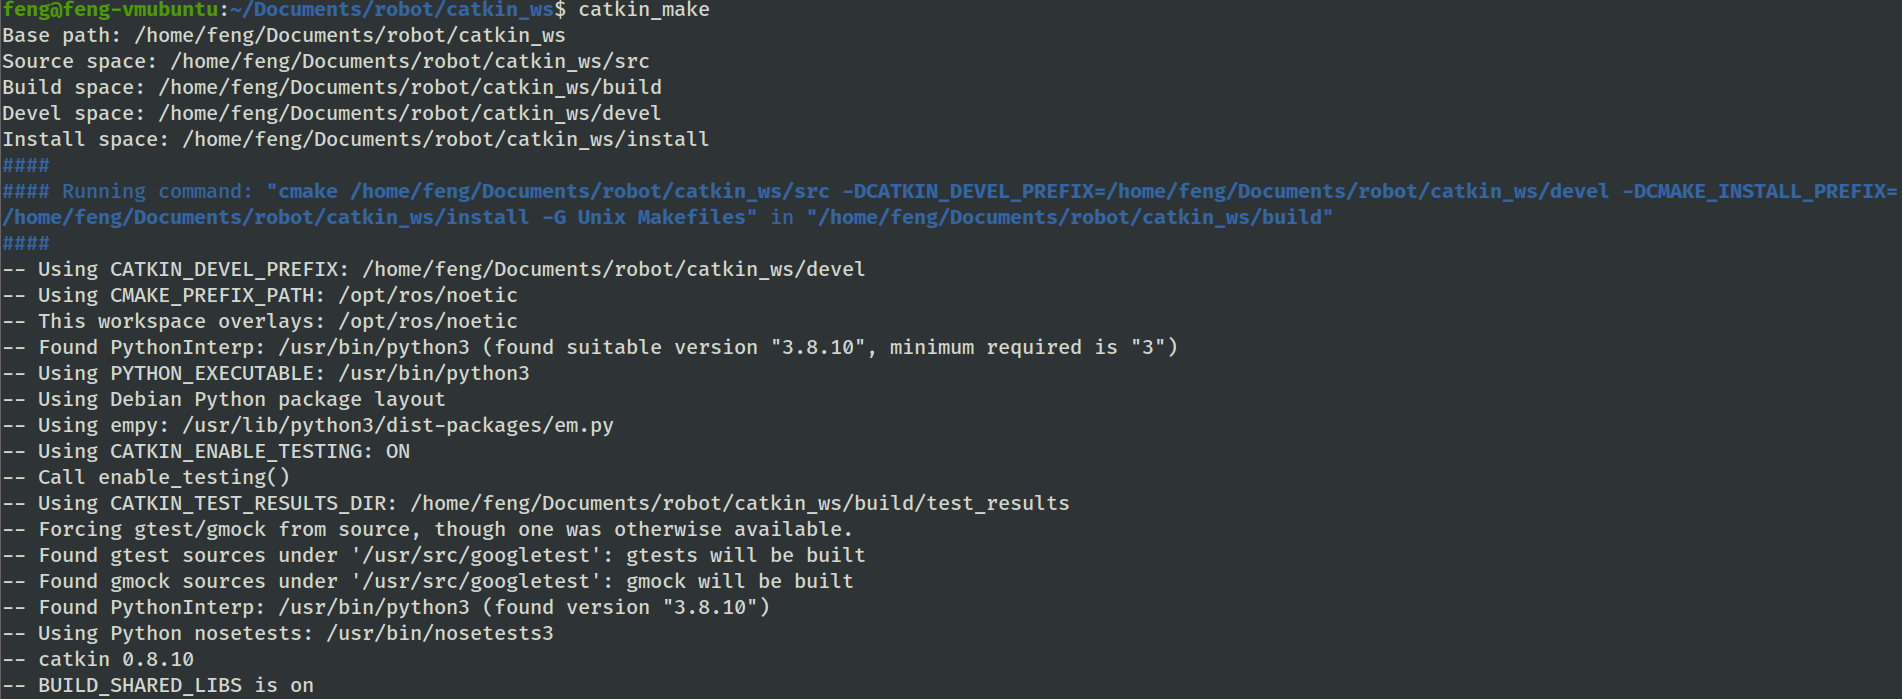 feng@feng-vmubuntu:~/Documents/robot/catkin_ws$ catkin_make
Base path: /home/feng/Documents/robot/catkin_ws
Source space: /home/feng/Documents/robot/catkin_ws/src
Build space: /home/feng/Documents/robot/catkin_ws/build
Devel space: /home/feng/Documents/robot/catkin_ws/devel
Install space: /home/feng/Documents/robot/catkin_ws/install
####
#### Running command: "cmake /home/feng/Documents/robot/catkin_ws/src -DCATKIN_DEVEL_PREFIX=/home/feng/Documents/robot/catkin_ws/devel -DCMAKE_INSTALL_PREFIX=
/home/feng/Documents/robot/catkin_ws/install -G Unix Makefiles" in "/home/feng/Documents/robot/catkin_ws/build"
####
-- Using CATKIN_DEVEL_PREFIX: /home/feng/Documents/robot/catkin_ws/devel
-- Using CMAKE_PREFIX_PATH: /opt/ros/noetic
-- This workspace overlays: /opt/ros/noetic
-- Found PythonInterp: /usr/bin/python3 (found suitable version "3.8.10", minimum required is "3")
-- Using PYTHON_EXECUTABLE: /usr/bin/python3
-- Using Debian Python package layout
-- Using empy: /usr/lib/python3/dist-packages/em.py
-- Using CATKIN_ENABLE_TESTING: ON
-- Call enable_testing()
-- Using CATKIN_TEST_RESULTS_DIR: /home/feng/Documents/robot/catkin_ws/build/test_results
-- Forcing gtest/gmock from source, though one was otherwise available.
-- Found gtest sources under '/usr/src/googletest': gtests will be built
-- Found gmock sources under '/usr/src/googletest': gmock will be built
-- Found PythonInterp: /usr/bin/python3 (found version "3.8.10")
-- Using Python nosetests: /usr/bin/nosetests3
-- catkin 0.8.10
-- BUILD_SHARED_LIBS is on